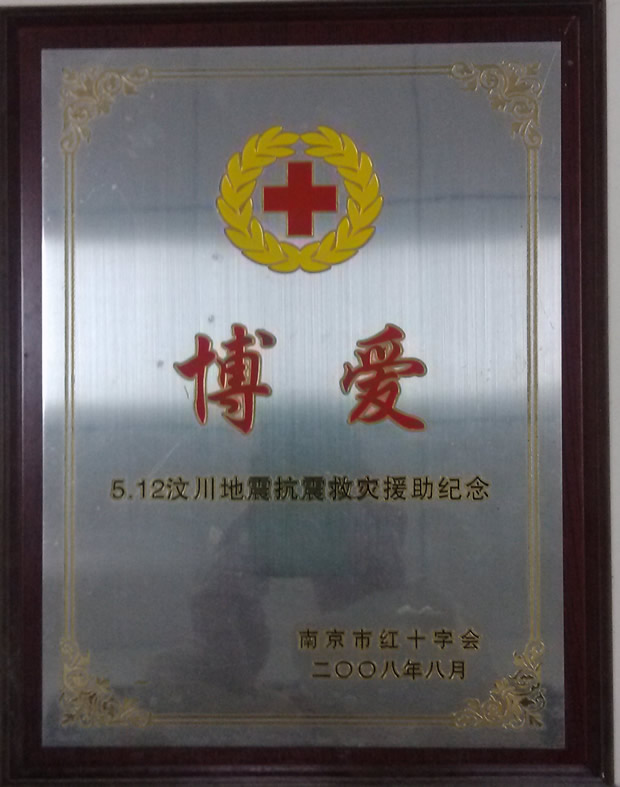 博爱
5.12汶川地震抗震救灾援助纪念
南京市红十字会
二〇〇八年八月